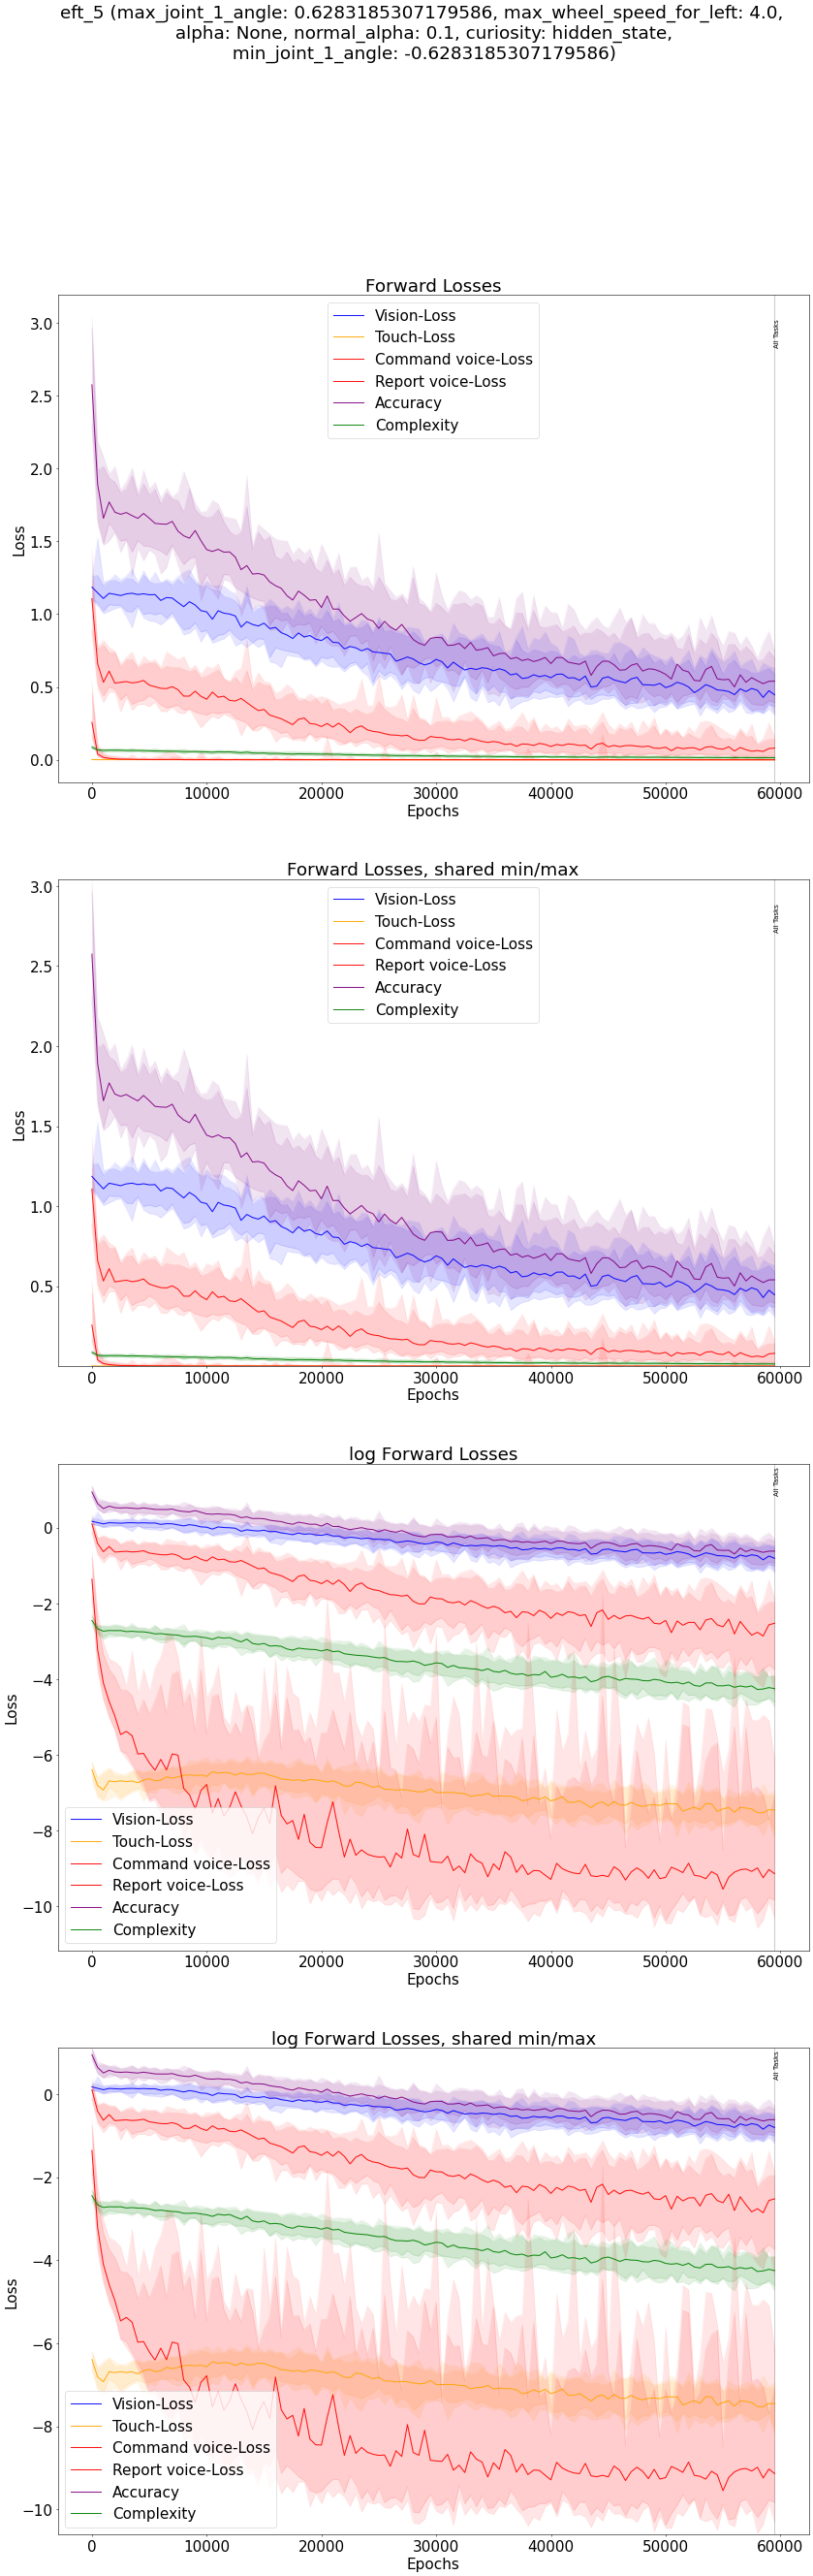 eft_5 (max_joint_1_angle: 0.6283185307179586, max_wheel_speed_for_left: 4.0,
alpha: None, normal_alpha: 0.1, curiosity: hidden_state,
min_joint_1_angle: -0.6283185307179586)
Forward Losses
Vision-Loss
Touch-Loss
Command voice-Loss
Report voice-Loss
Accuracy
Complexity
All Tasks
Loss
3.0
2.5
2.0
1.5
1.0
0.5
0.0
0 10000 20000 30000 40000 50000 60000
Epochs
Forward Losses, shared min/max
Vision-Loss
Touch-Loss
Command voice-Loss
Report voice-Loss
Accuracy
Complexity
All Tasks
Loss
3.0
2.5
2.0
1.5
1.0
0.5
0 10000 20000 30000 40000 50000 60000
Epochs
log Forward Losses
All Tasks
Loss
0
−2
−4
−6
−8
−10
Vision-Loss
Touch-Loss
Command voice-Loss
Report voice-Loss
Accuracy
Complexity
0 10000 20000 30000 40000 50000 60000
Epochs
log Forward Losses, shared min/max
All Tasks
Loss
0
−2
−4
−6
−8
−10
Vision-Loss
Touch-Loss
Command voice-Loss
Report voice-Loss
Accuracy
Complexity
0 10000 20000 30000 40000 50000 60000
Epochs